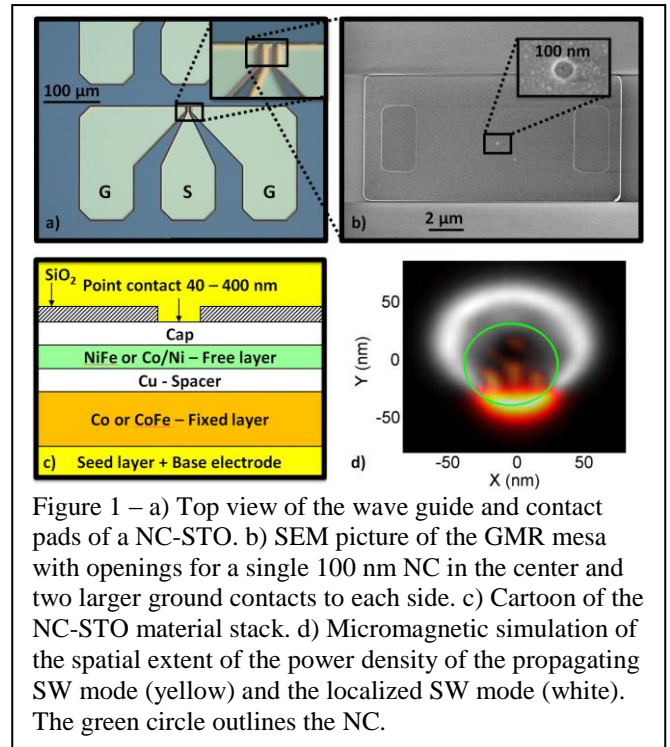 100 µm
G
S
G
a)
100 nm
2 µm
b)
SiO2
Point contact 40 – 400 nm
Cap
NiFe or Co/Ni – Free layer
Cu - Spacer
Co or CoFe – Fixed layer
Seed layer + Base electrode
c)
50
0
-50
Y (nm)
-50
0
50
X (nm)
d)
Figure 1 – a) Top view of the wave guide and contact
pads of a NC-STO. b) SEM picture of the GMR mesa
with openings for a single 100 nm NC in the center and
two larger ground contacts to each side. c) Cartoon of the
NC-STO material stack. d) Micromagnetic simulation of
the spatial extent of the power density of the propagating
SW mode (yellow) and the localized SW mode (white).
The green circle outlines the NC.